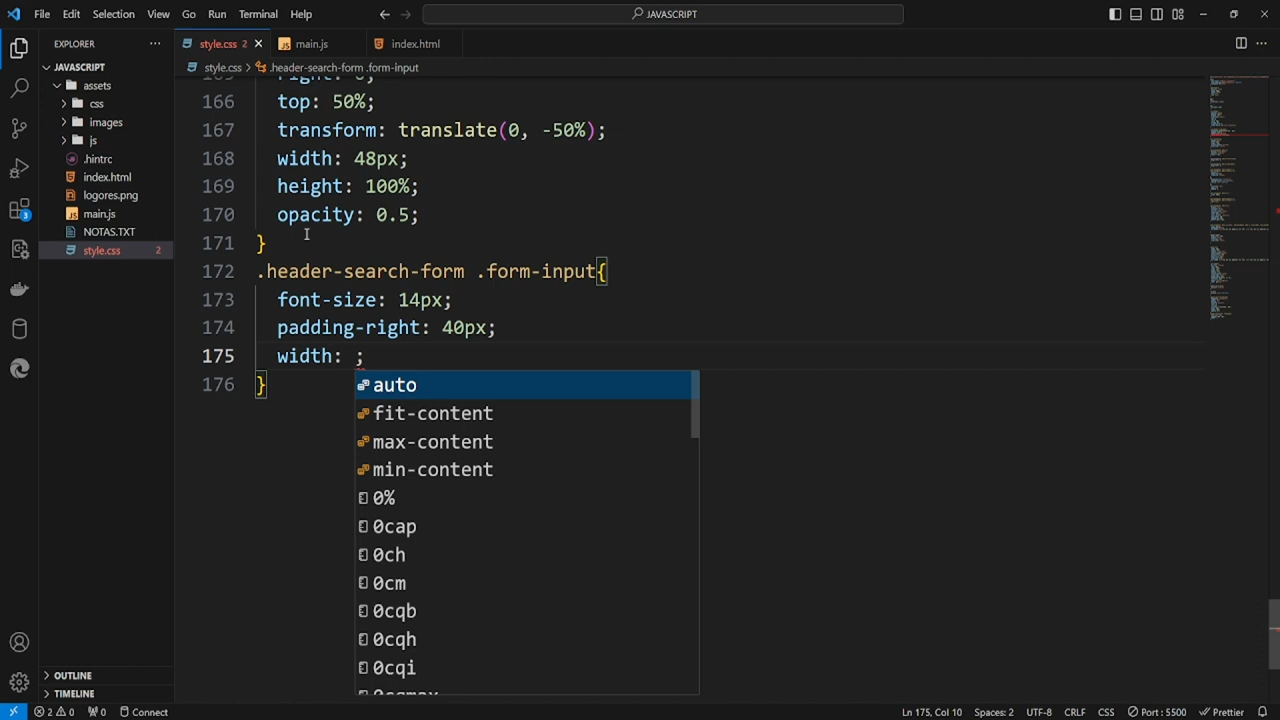 File Edit Selection View Go Run Terminal Help
JAVASCRIPT
EXPLORER
style.css 2
main.js
index.html
JAVASCRIPT
style.css > .header-search-form .form-input
assets
css
images
js
.hintrc
index.html
logores.png
main.js
NOTAS.TXT
style.css 2
3
166 top: 50%;
167 transform: translate(0, -50%);
168 width: 48px;
169 height: 100%;
170 opacity: 0.5;
171 }
172 .header-search-form .form-input{
173 font-size: 14px;
174 padding-right: 40px;
175 width: ;
176 }
auto
fit-content
max-content
min-content
0%
0cap
0ch
0cm
0cqb
0cqh
0cqi
0cqmax
OUTLINE
TIMELINE
2 0 0 Connect
Ln 175, Col 10 Spaces: 2 UTF-8 CRLF CSS Port : 5500 Prettier